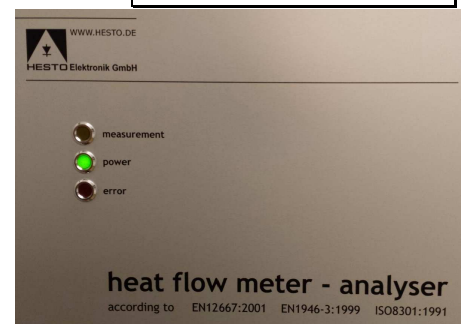 WWW.HESTO.DE
HESTO Elektronik GmbH
measurement
power
error
heat flow meter - analyser
according to EN12667:2001 EN1946-3:1999 ISO8301:1991